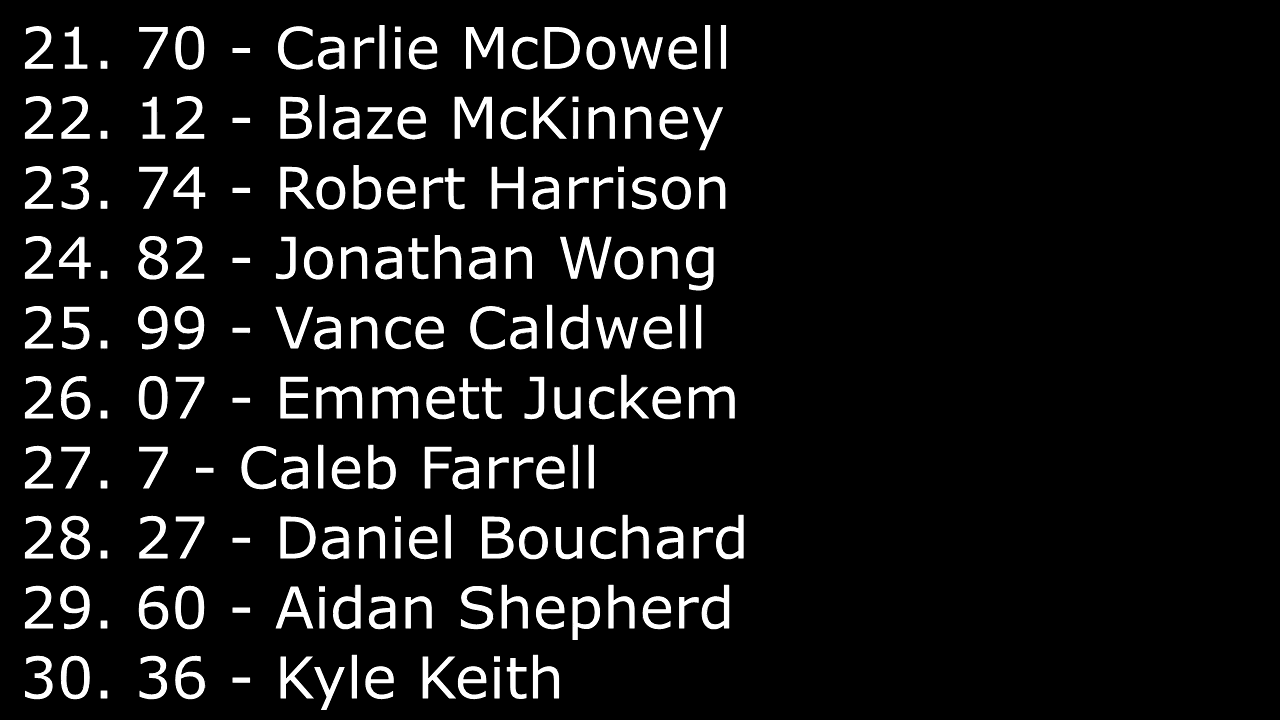 21. 70 - Carlie McDowell
22. 12 - Blaze McKinney
23. 74 - Robert Harrison
24. 82 - Jonathan Wong
25. 99 - Vance Caldwell
26. 07 - Emmett Juckem
27. 7 - Caleb Farrell
28. 27 - Daniel Bouchard
29. 60 - Aidan Shepherd
30. 36 - Kyle Keith